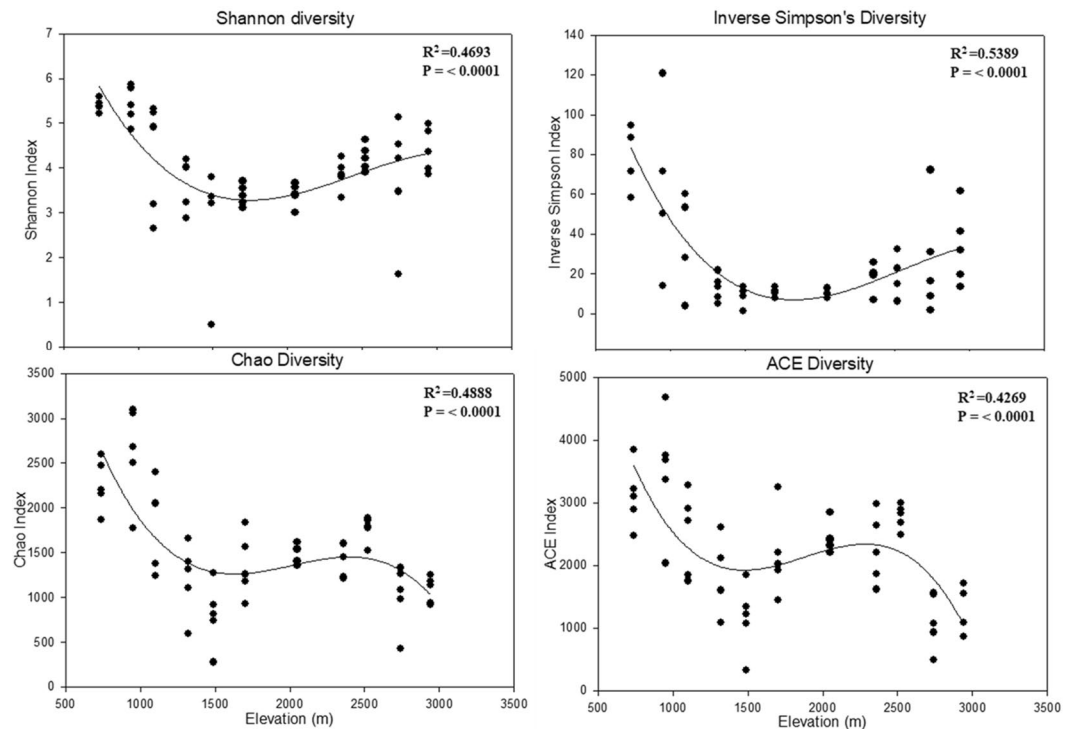 Shannon diversity
R²=0.4693
P = < 0.0001
Shannon Index
7
6
5
4
3
2
1
0
Inverse Simpson's Diversity
R²=0.5389
P = < 0.0001
Inverse Simpson Index
140
120
100
80
60
40
20
0
Chao Diversity
R²=0.4888
P = < 0.0001
Chao Index
3500
3000
2500
2000
1500
1000
500
0
500 1000 1500 2000 2500 3000 3500
Elevation (m)
ACE Diversity
R²=0.4269
P = < 0.0001
ACE Index
5000
4000
3000
2000
1000
0
500 1000 1500 2000 2500 3000 3500
Elevation (m)